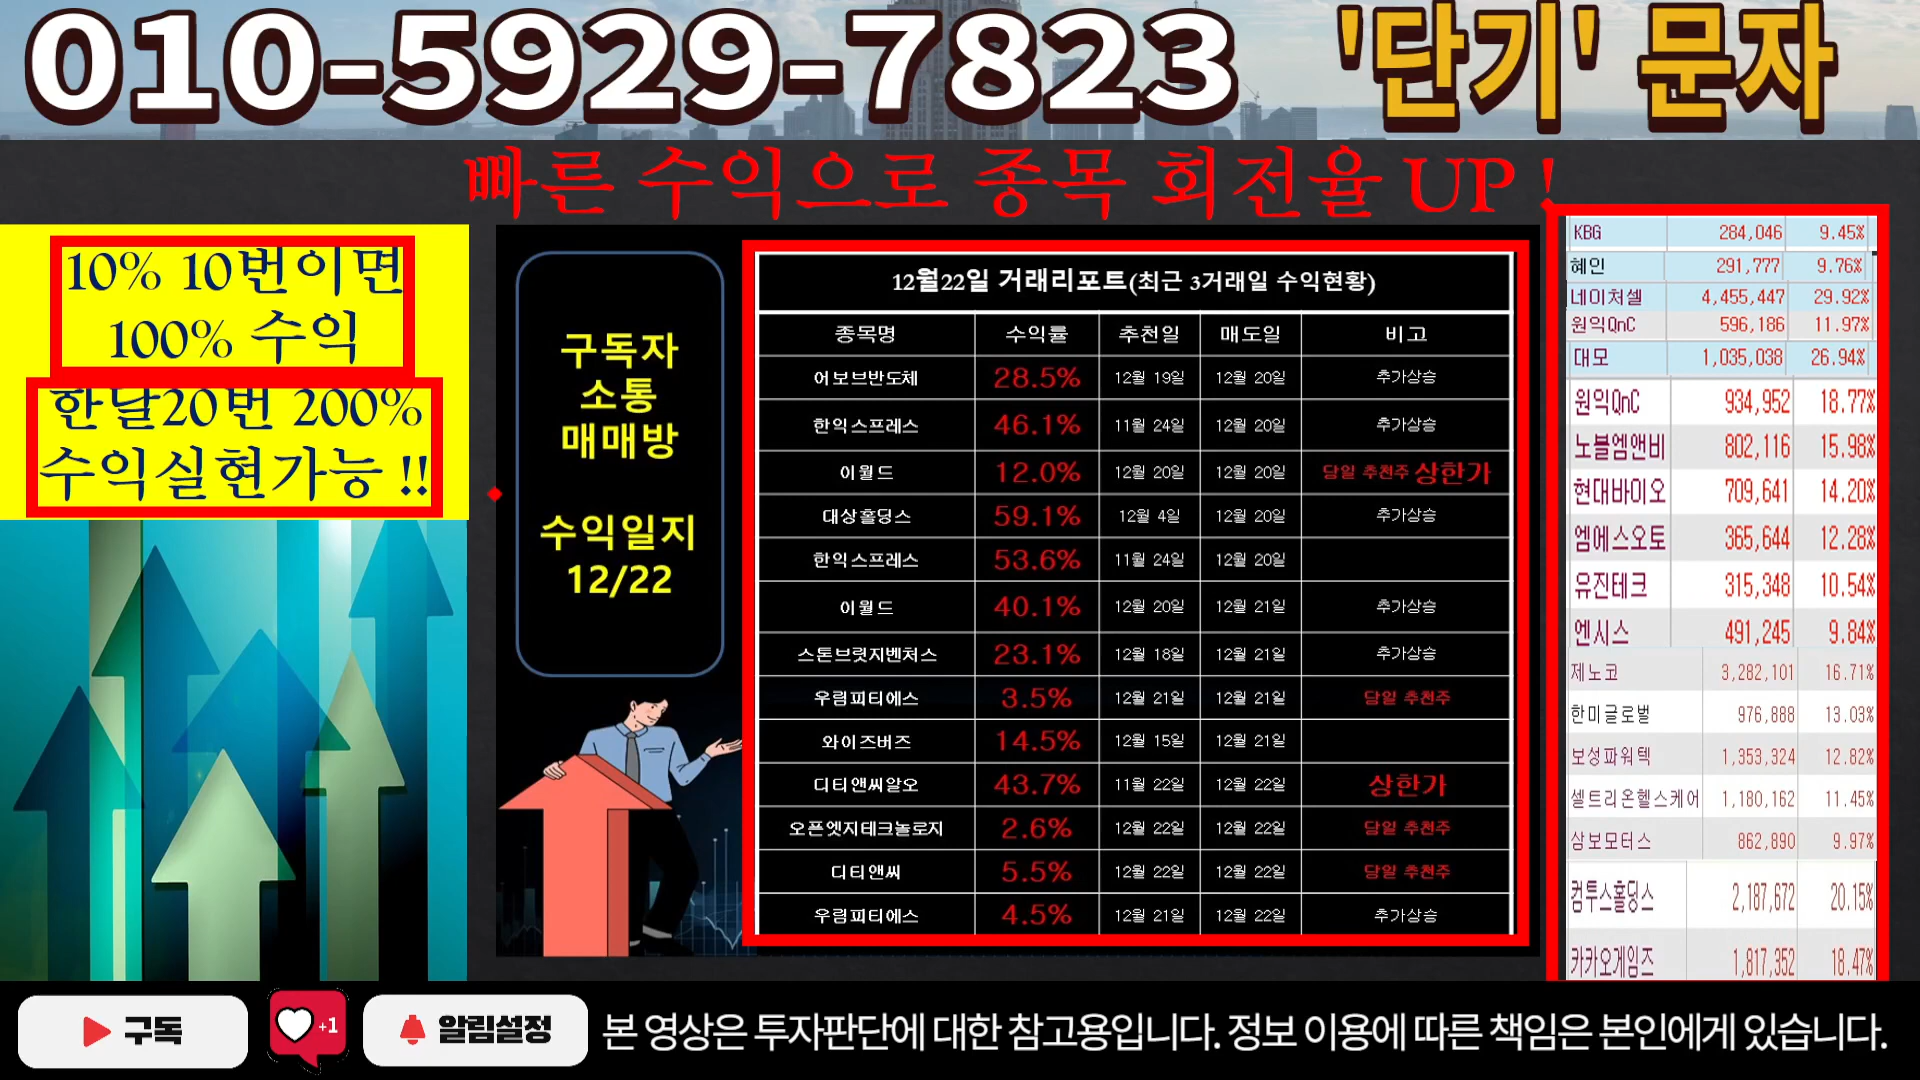 010-5929-7823 '단기' 문자
빠른 수익으로 종목 회전율 UP !
10% 10번이면
100% 수익
한달20번 200%
수익실현가능 !!
구독자
소통
매매방
수익일지
12/22
12월22일 거래리포트(최근 3거래일 수익현황)
종목명 수익률 추천일 매도일 비고
어보브반도체 28.5% 12월 19일 12월 20일 추가상승
한익스프레스 46.1% 11월 24일 12월 20일 추가상승
이월드 12.0% 12월 20일 12월 20일 당일 추천주 상한가
대상홀딩스 59.1% 12월 4일 12월 20일 추가상승
한익스프레스 53.6% 11월 24일 12월 20일
이월드 40.1% 12월 20일 12월 21일 추가상승
스톤브릿지벤처스 23.1% 12월 18일 12월 21일 추가상승
우림피티에스 3.5% 12월 21일 12월 21일 당일 추천주
와이즈버즈 14.5% 12월 15일 12월 21일
디티앤씨알오 43.7% 11월 22일 12월 22일 상한가
오픈엣지테크놀로지 2.6% 12월 22일 12월 22일 당일 추천주
디티앤씨 5.5% 12월 22일 12월 22일 당일 추천주
우림피티에스 4.5% 12월 21일 12월 22일 추가상승
KBG 284,046 9.45%
혜인 291,777 9.76%
네이처셀 4,455,447 29.92%
원익QnC 596,186 11.97%
대모 1,035,038 26.94%
원익QnC 934,952 18.77%
노블엠앤비 802,116 15.98%
현대바이오 709,641 14.20%
엠에스오토 365,644 12.28%
유진테크 315,348 10.54%
엔시스 491,245 9.84%
제노코 3,282,101 16.71%
한미글로벌 976,888 13.03%
보성파워텍 1,353,324 12.82%
셀트리온헬스케어 1,180,162 11.45%
삼보모터스 862,890 9.97%
컴투스홀딩스 2,187,672 20.15%
카카오게임즈 1,817,352 18.47%
구독 +1 알림설정 본 영상은 투자판단에 대한 참고용입니다. 정보 이용에 따른 책임은 본인에게 있습니다.